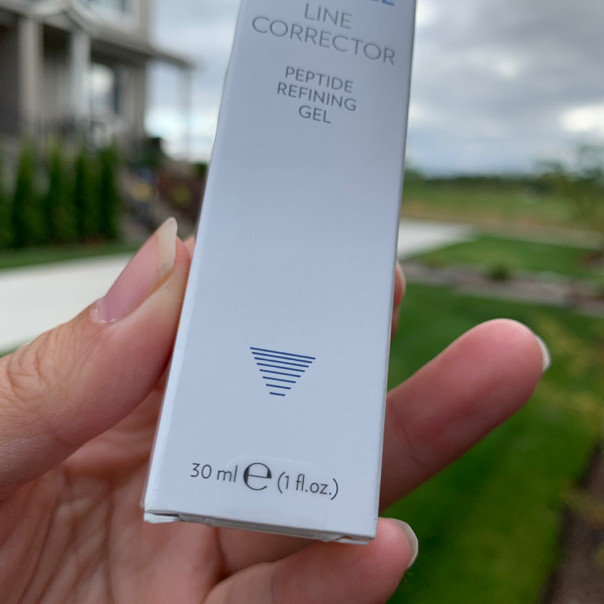 LINE
CORRECTOR
PEPTIDE
REFINING
GEL
30 ml ℮ (1 fl.oz.)